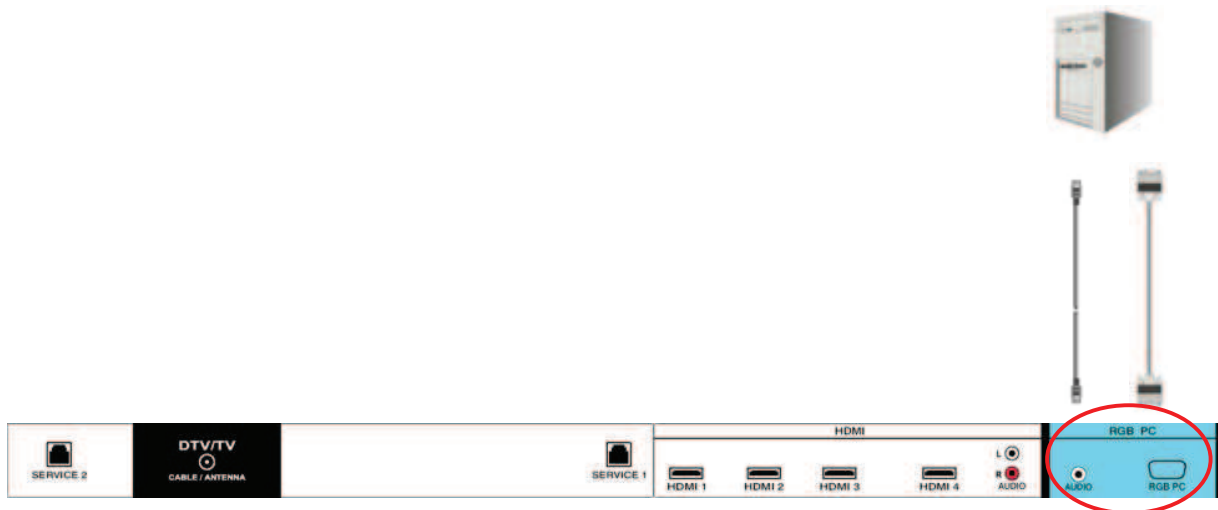 SERVICE 2
DTV/TV
CABLE / ANTENNA
SERVICE 1
HDMI
HDMI 1
HDMI 2
HDMI 3
HDMI 4
L
R
AUDIO
RGB PC
AUDIO
RGB PC